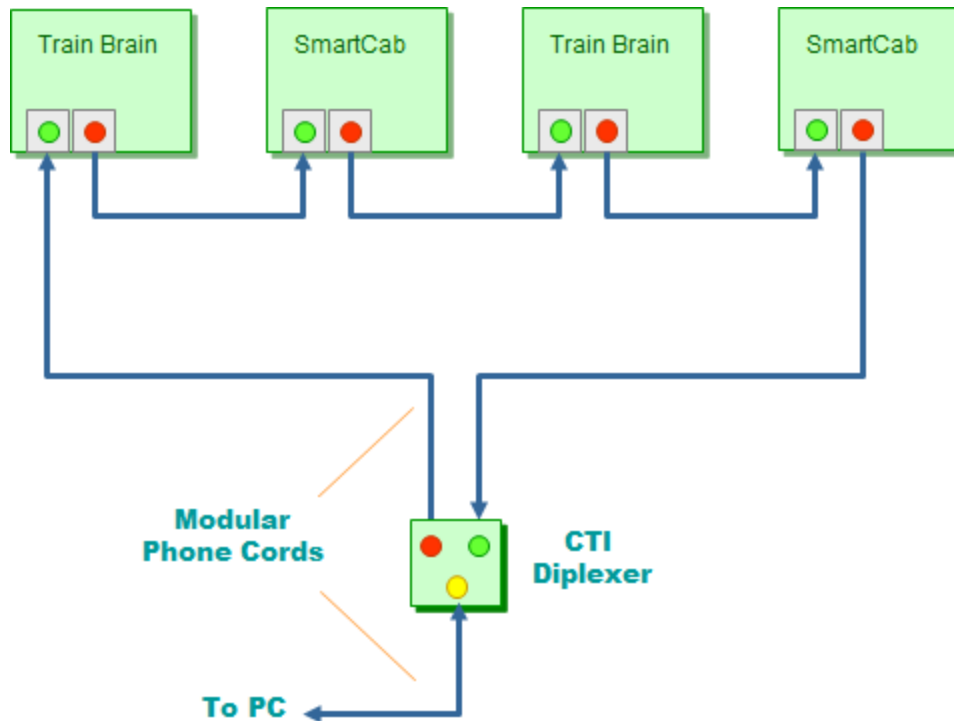 Train Brain
SmartCab
Train Brain
SmartCab
Modular
Phone Cords
CTI
Diplexer
To PC